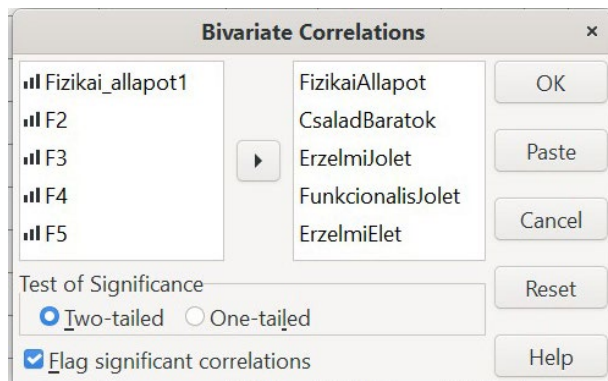 Bivariate Correlations ×
Fizikai_allapot1
F2
F3
F4
F5
FizikaiAllapot
CsaladBaratok
ErzelmiJolet
FunkcionalisJolet
ErzelmiElet
OK
Paste
Cancel
Reset
Help
Test of Significance
Two-tailed One-tailed
Flag significant correlations